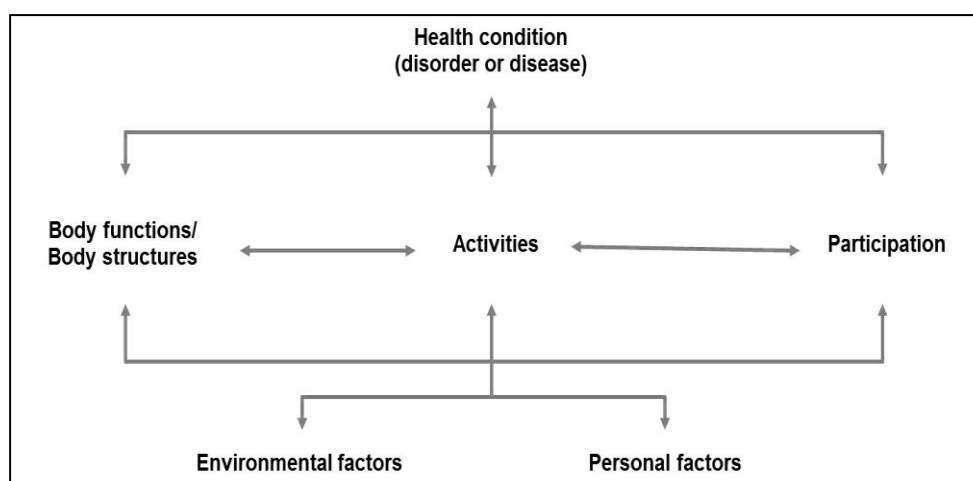 Health condition
(disorder or disease)
Body functions/
Body structures
Activities
Participation
Environmental factors
Personal factors